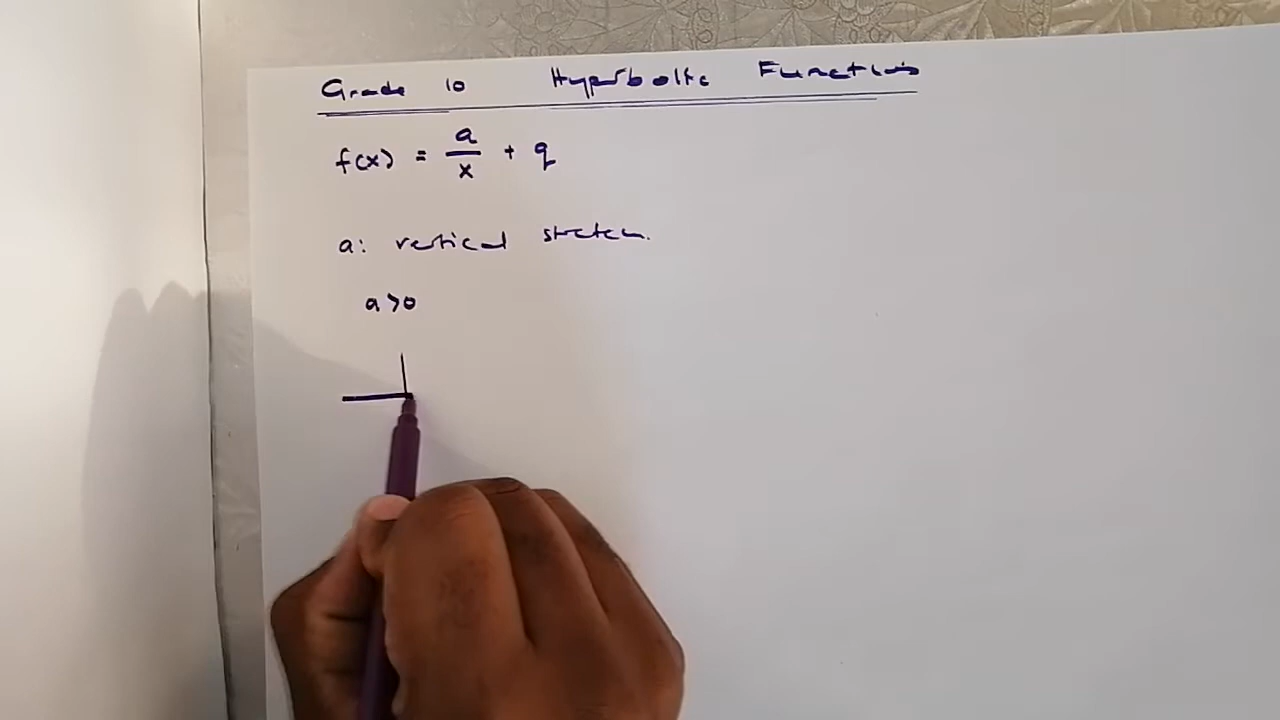 Grade 10 Hyperbolic Functions
f(x) = a/x + q
a: vertical stretch.
a > 0